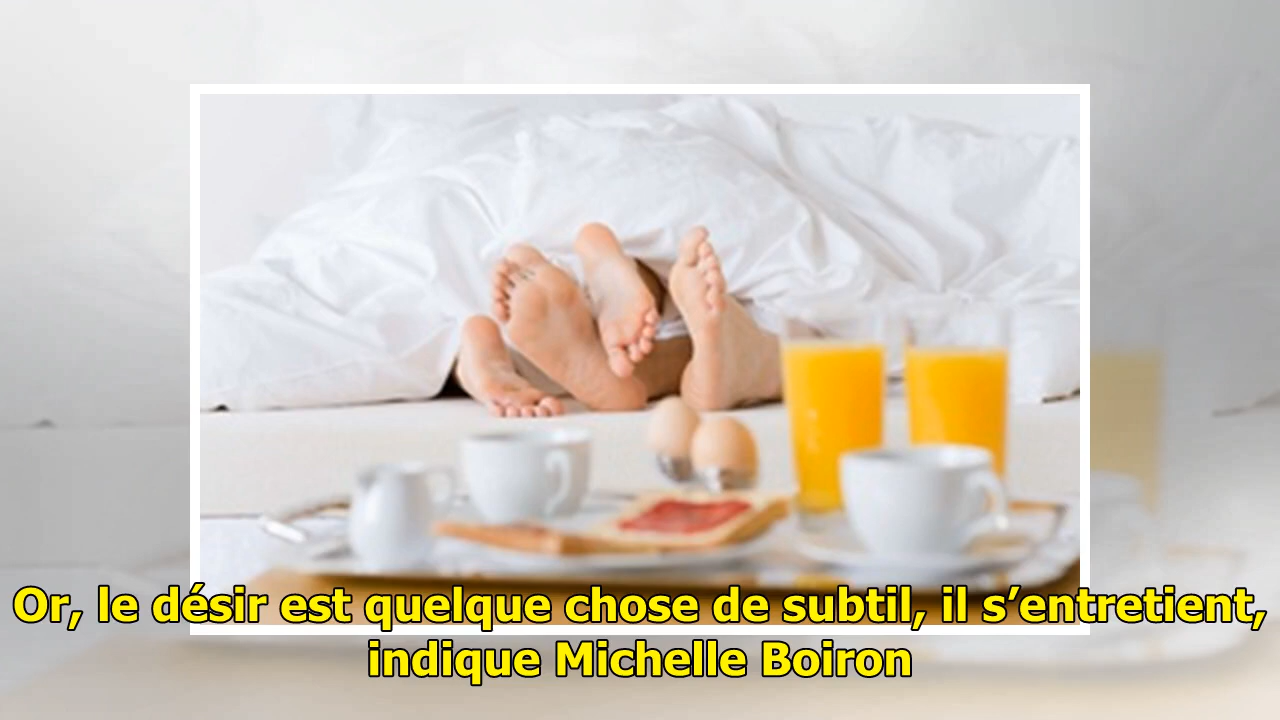 Or, le désir est quelque chose de subtil, il s’entretient,
indique Michelle Boiron